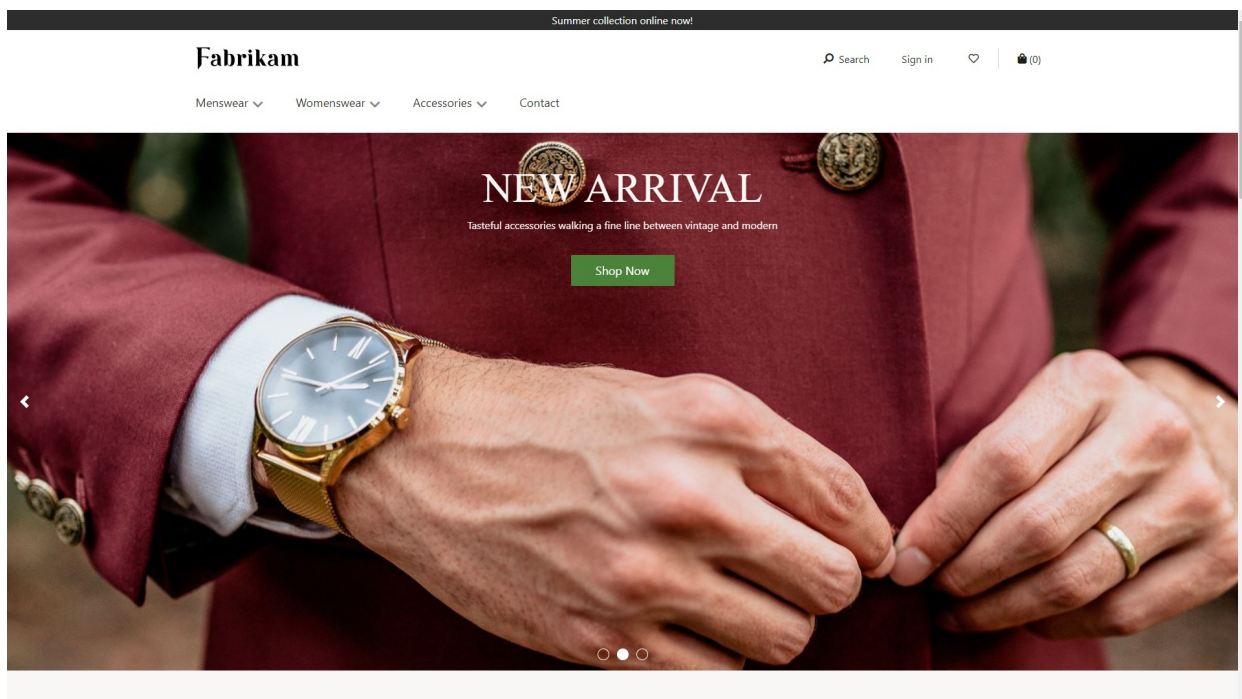 Summer collection online now!
Fabrikam
Search Sign in (0)
Menswear Womenswear Accessories Contact
NEW ARRIVAL
Tasteful accessories walking a fine line between vintage and modern
Shop Now